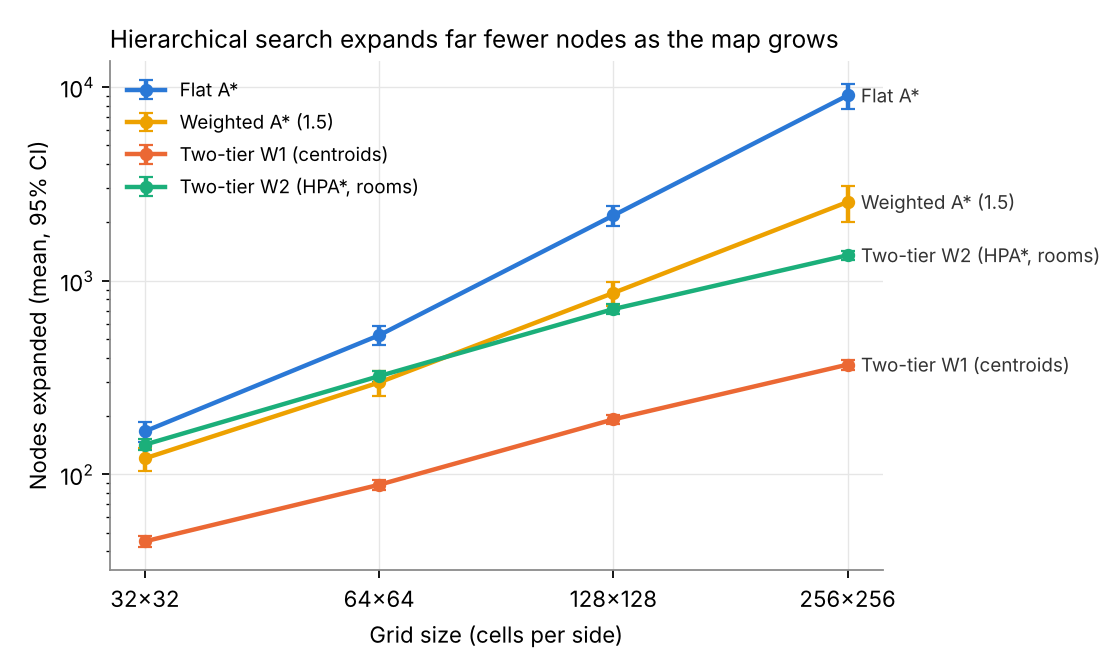 Hierarchical search expands far fewer nodes as the map grows
Nodes expanded (mean, 95% CI)
10⁴
10³
10²
Flat A*
Weighted A* (1.5)
Two-tier W1 (centroids)
Two-tier W2 (HPA*, rooms)
Flat A*
Weighted A* (1.5)
Two-tier W2 (HPA*, rooms)
Two-tier W1 (centroids)
32×32
64×64
128×128
256×256
Grid size (cells per side)